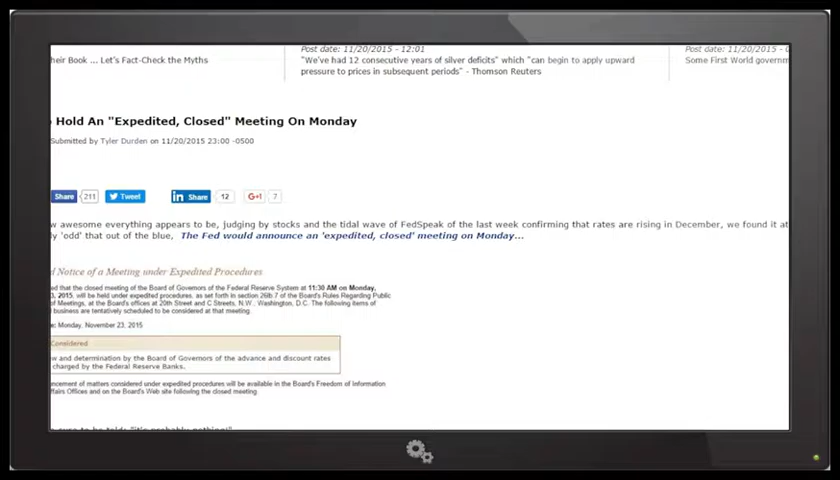 Post date: 11/20/2015 - 12:01
heir Book ... Let's Fact-Check the Myths
"We've had 12 consecutive years of silver deficits" which "can begin to apply upward
pressure to prices in subsequent periods" - Thomson Reuters
Post date: 11/20/2015 - 0
Some First World governm
Hold An "Expedited, Closed" Meeting On Monday
Submitted by Tyler Durden on 11/20/2015 23:00 -0500
Share 211 Tweet in Share 12 G+1 7
w awesome everything appears to be, judging by stocks and the tidal wave of FedSpeak of the last week confirming that rates are rising in December, we found it at
ly 'odd' that out of the blue, The Fed would announce an 'expedited, closed' meeting on Monday...
d Notice of a Meeting under Expedited Procedures
ed that the closed meeting of the Board of Governors of the Federal Reserve System at 11:30 AM on Monday,
3, 2015, will be held under expedited procedures, as set forth in section 26lb.7 of the Board's Rules Regarding Public
of Meetings, at the Board's offices at 20th Street and C Streets, N.W., Washington, D.C. The following items of
business are tentatively scheduled to be considered at that meeting
e: Monday, November 23, 2015
Considered
w and determination by the Board of Governors of the advance and discount rates
charged by the Federal Reserve Banks.
ncement of matters considered under expedited procedures will be available in the Board's Freedom of Information
ffairs Offices and on the Board's Web site following the closed meeting
to be told: "it's probably nothing!"